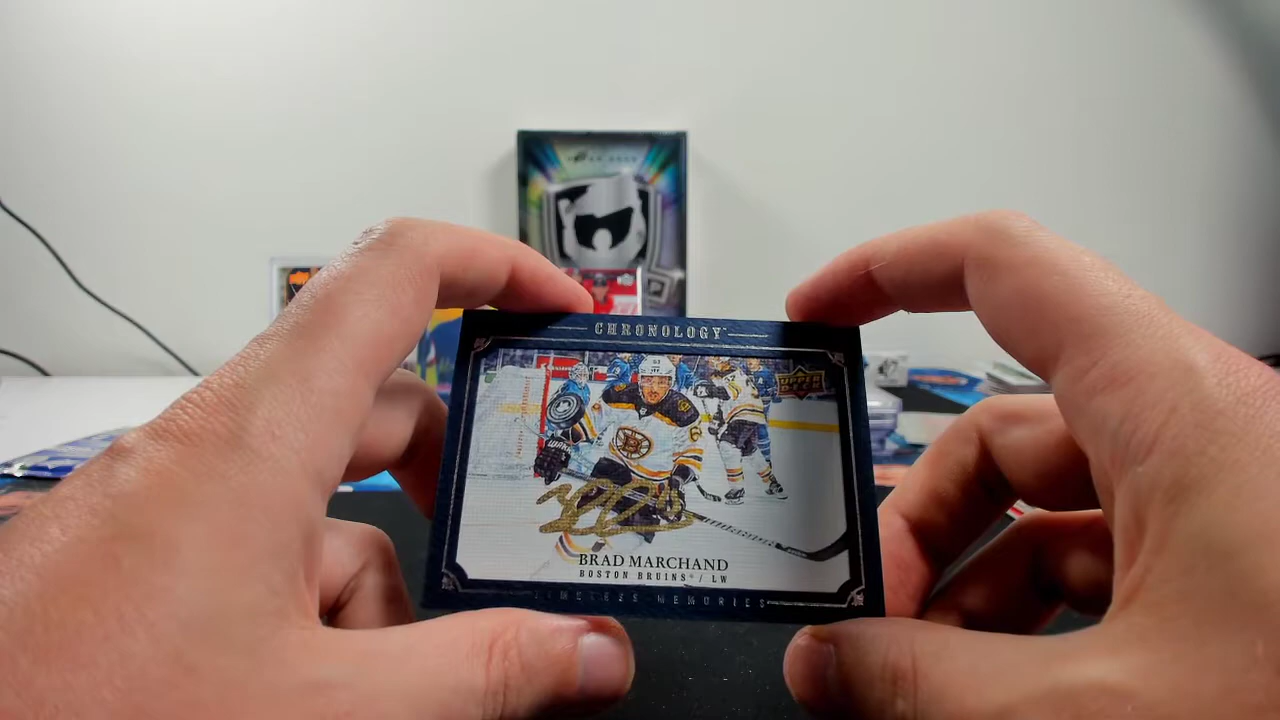 CHRONOLOGY
UPPER
DECK
BRAD MARCHAND
BOSTON BRUINS® / LW
TIMELESS MEMORIES